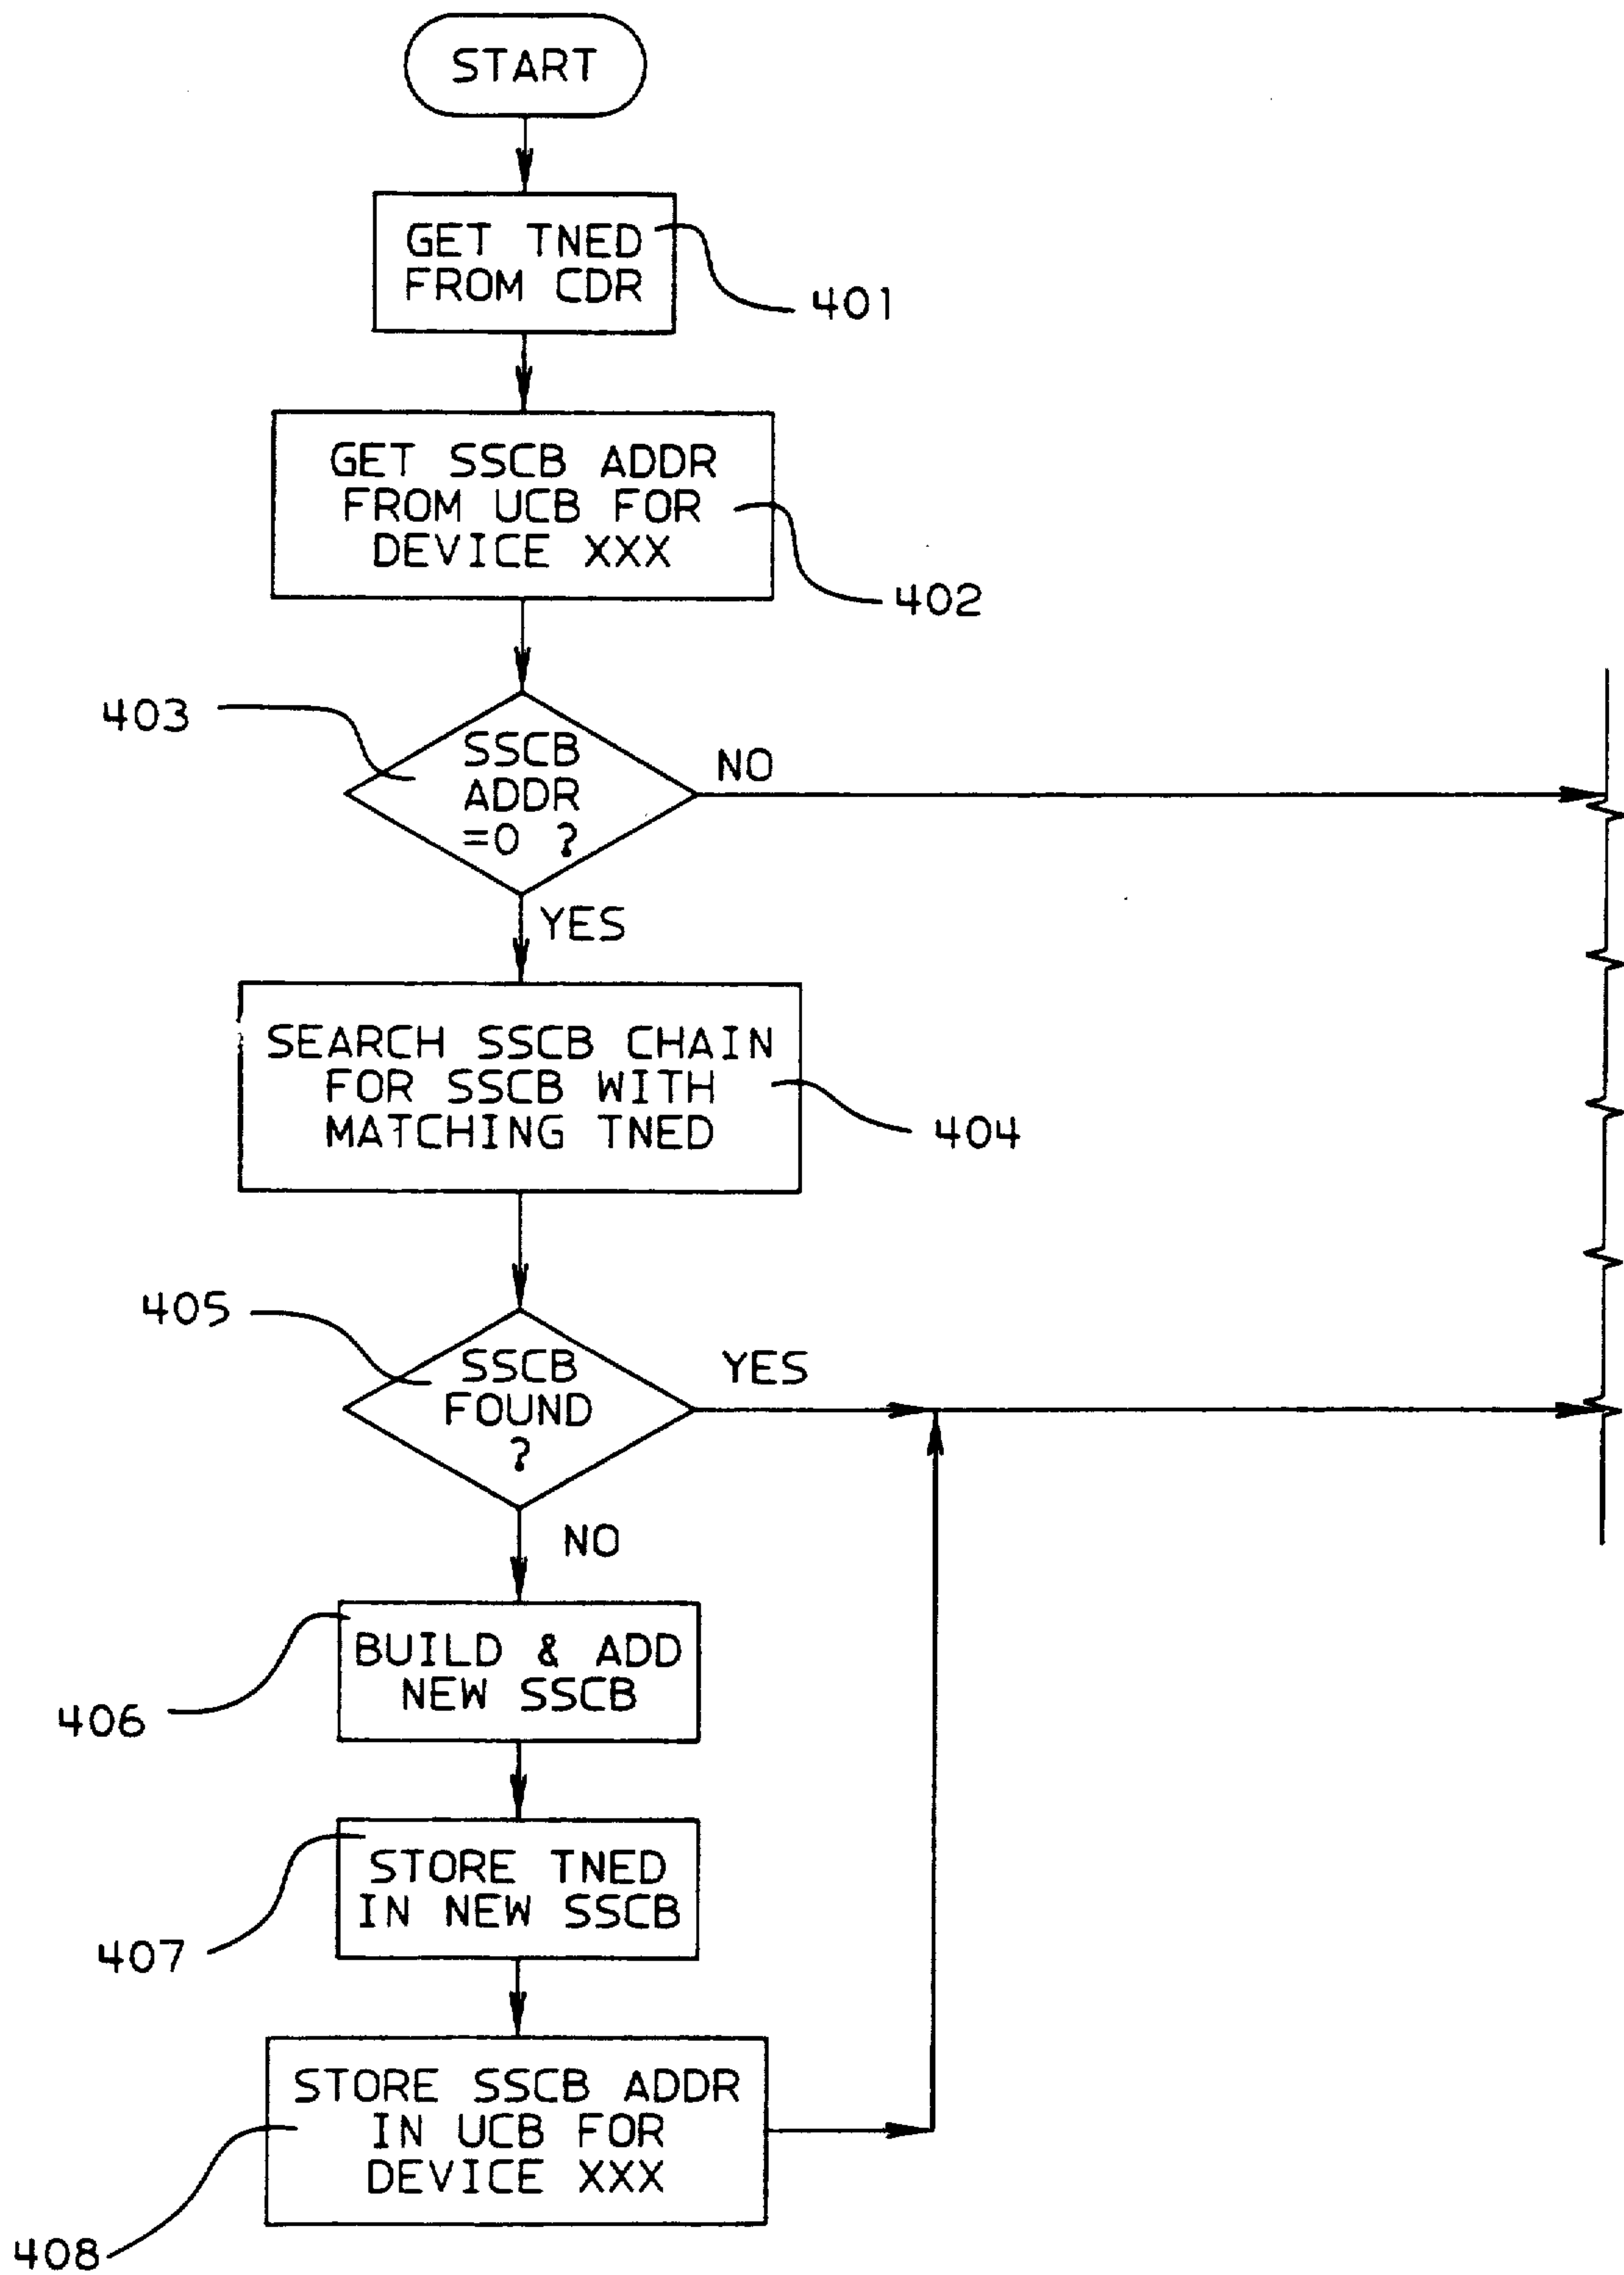 START
GET TNED
FROM CDR
401
GET SSCB ADDR
FROM UCB FOR
DEVICE XXX
402
403
SSCB
ADDR
=0 ?
NO
YES
SEARCH SSCB CHAIN
FOR SSCB WITH
MATCHING TNED
404
405
SSCB
FOUND
?
YES
NO
BUILD & ADD
NEW SSCB
406
STORE TNED
IN NEW SSCB
407
STORE SSCB ADDR
IN UCB FOR
DEVICE XXX
408